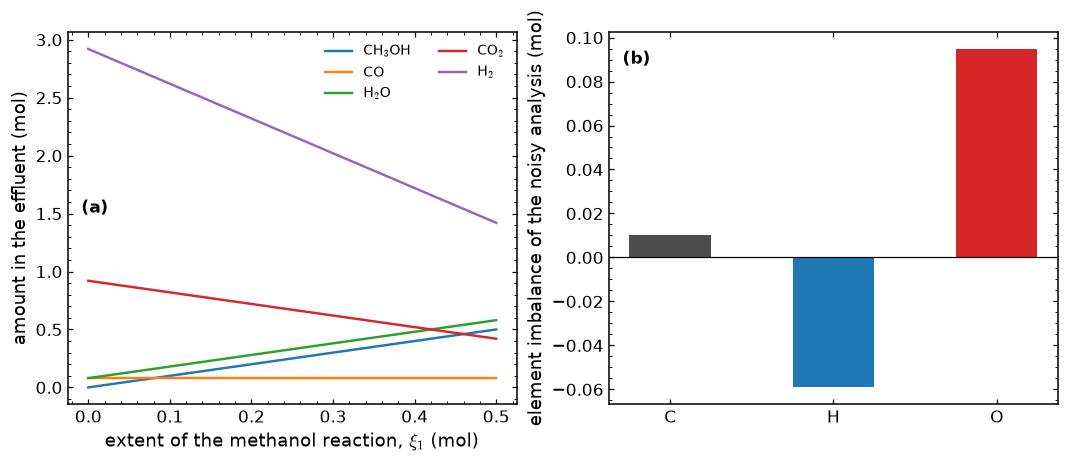 3.0
2.5
2.0
1.5
1.0
0.5
0.0
amount in the effluent (mol)
(a)
CH₃OH
CO
H₂O
CO₂
H₂
0.0 0.1 0.2 0.3 0.4 0.5
extent of the methanol reaction, ξ₁ (mol)
0.10
0.08
0.06
0.04
0.02
0.00
−0.02
−0.04
−0.06
element imbalance of the noisy analysis (mol)
(b)
C H O